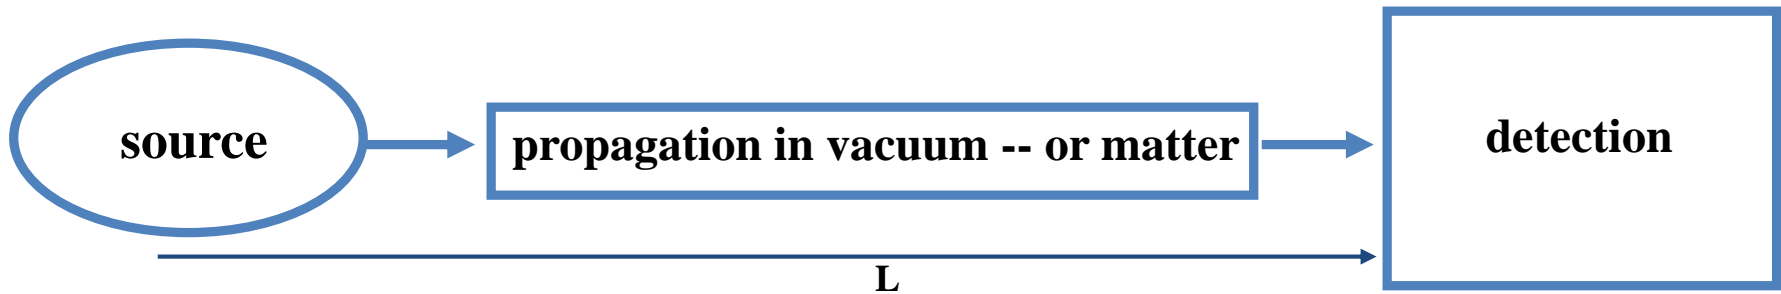 source
propagation in vacuum -- or matter
detection
L